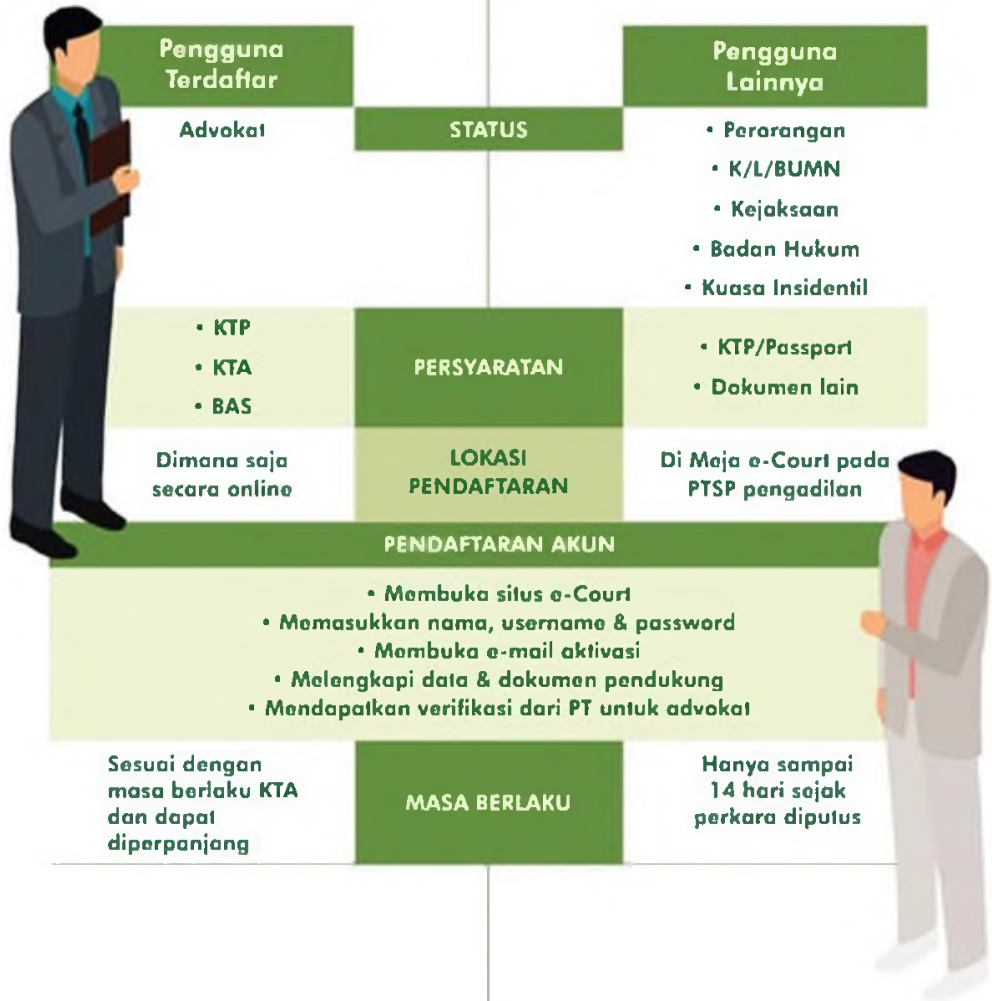 Pengguna
Terdaftar
Pengguna
Lainnya
Advokat
STATUS
• Perorangan
• K/L/BUMN
• Kejaksaan
• Badan Hukum
• Kuasa Insidentil
• KTP
• KTA
• BAS
PERSYARATAN
• KTP/Passport
• Dokumen lain
Dimana saja
secara online
LOKASI
PENDAFTARAN
Di Meja e-Court pada
PTSP pengadilan
PENDAFTARAN AKUN
• Membuka situs e-Court
• Memasukkan nama, username & password
• Membuka e-mail aktivasi
• Melengkapi data & dokumen pendukung
• Mendapatkan verifikasi dari PT untuk advokat
Sesuai dengan
masa berlaku KTA
dan dapat
diperpanjang
MASA BERLAKU
Hanya sampai
14 hari sejak
perkara diputus